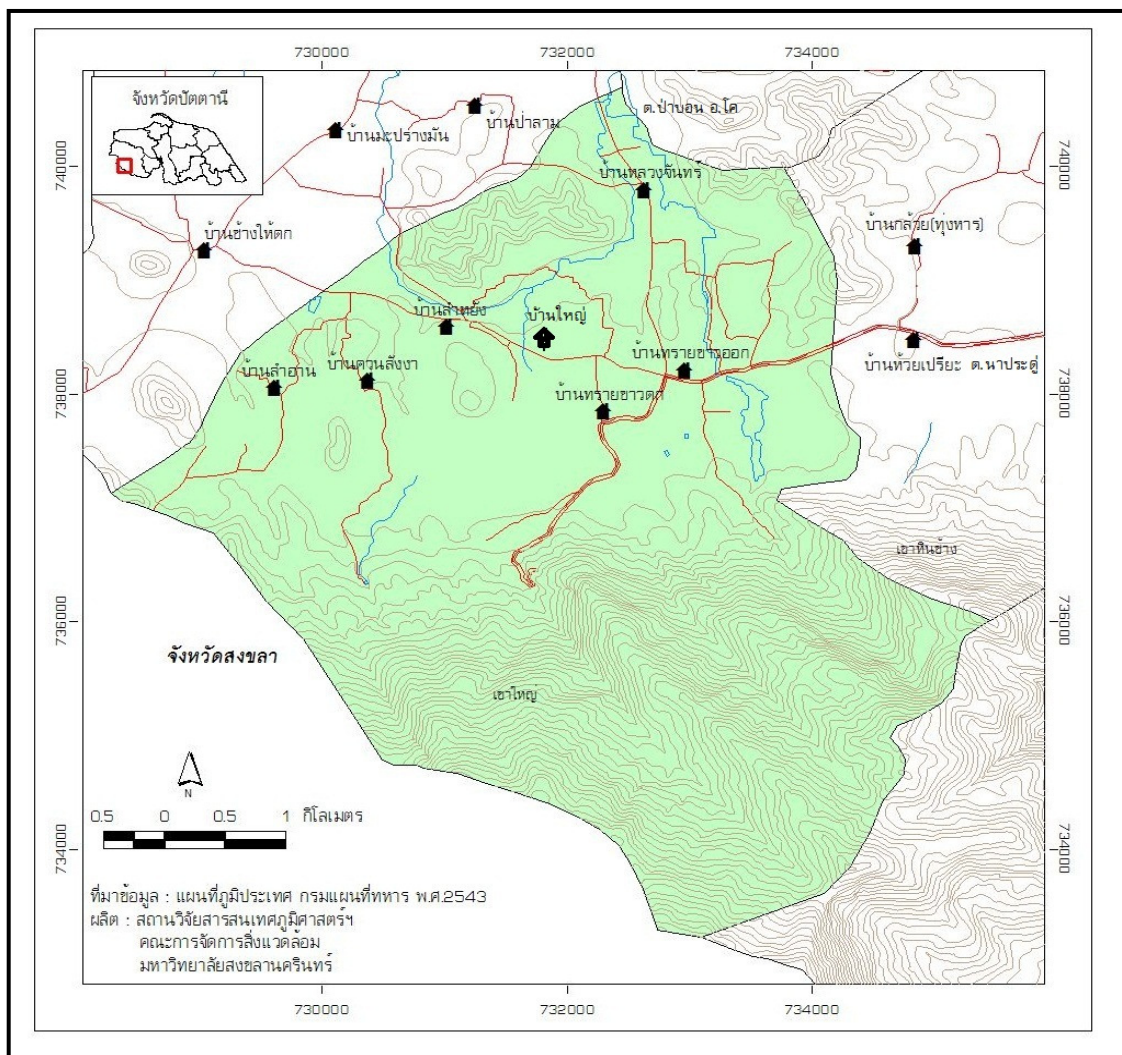 730000 732000 734000
จังหวัดปัตตานี
บ้านป่าลาม
ต.ป่าบอน อ.โค
บ้านมะปรางมัน
740000
740000
บ้านหลวงจันทร์
บ้านกล้วย(ทุ่งหาร)
บ้านช้างให้ตก
บ้านลำหยัง
บ้านใหญ่
บ้านทรายขาวออก
บ้านห้วยเปรียะ ต.นาประดู่
บ้านลำอาน
บ้านควนลังงา
บ้านทรายขาวตก
738000
738000
เขาหินช้าง
736000
736000
จังหวัดสงขลา
เขาใหญ่
N
0.5 0 0.5 1 กิโลเมตร
734000
734000
ที่มาข้อมูล : แผนที่ภูมิประเทศ กรมแผนที่ทหาร พ.ศ.2543
ผลิต : สถานวิจัยสารสนเทศภูมิศาสตร์ฯ
คณะการจัดการสิ่งแวดล้อม
มหาวิทยาลัยสงขลานครินทร์
730000 732000 734000